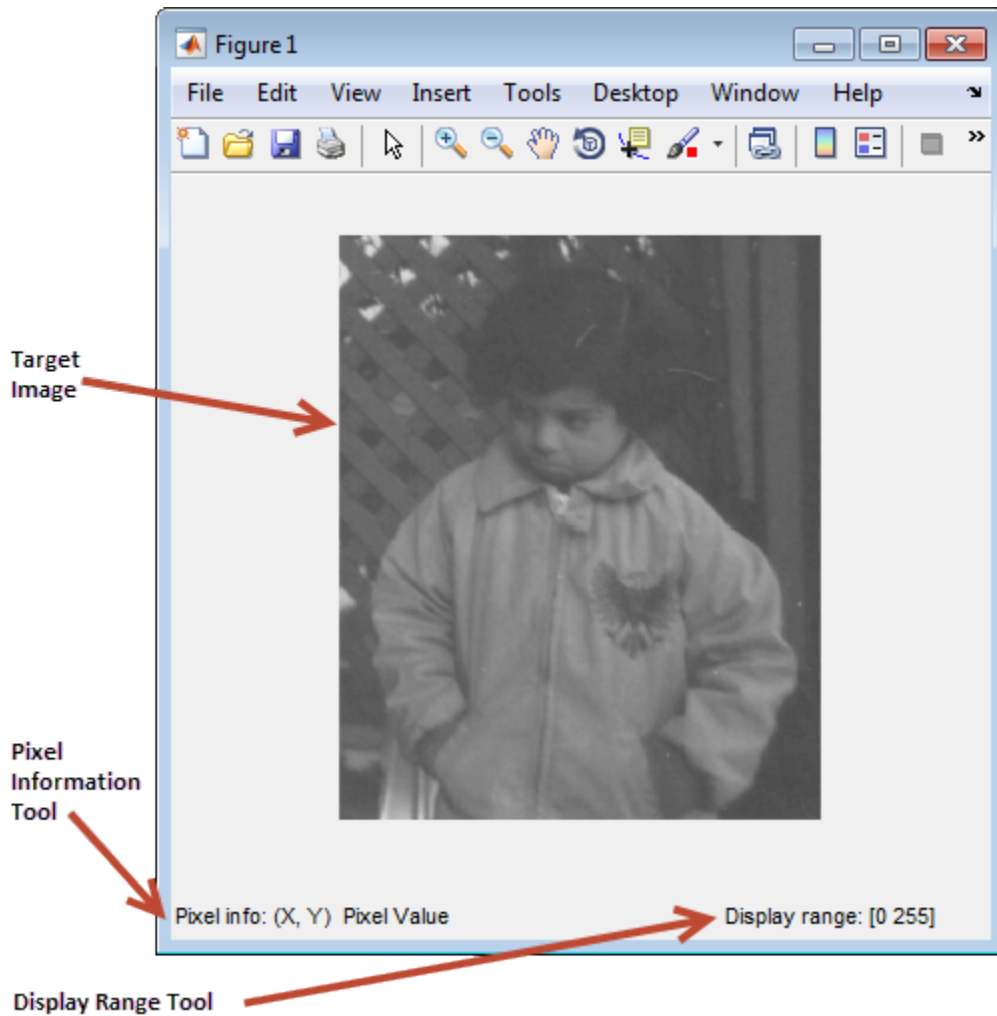 Figure 1
File Edit View Insert Tools Desktop Window Help
Target
Image
Pixel
Information
Tool
Pixel info: (X, Y) Pixel Value
Display range: [0 255]
Display Range Tool